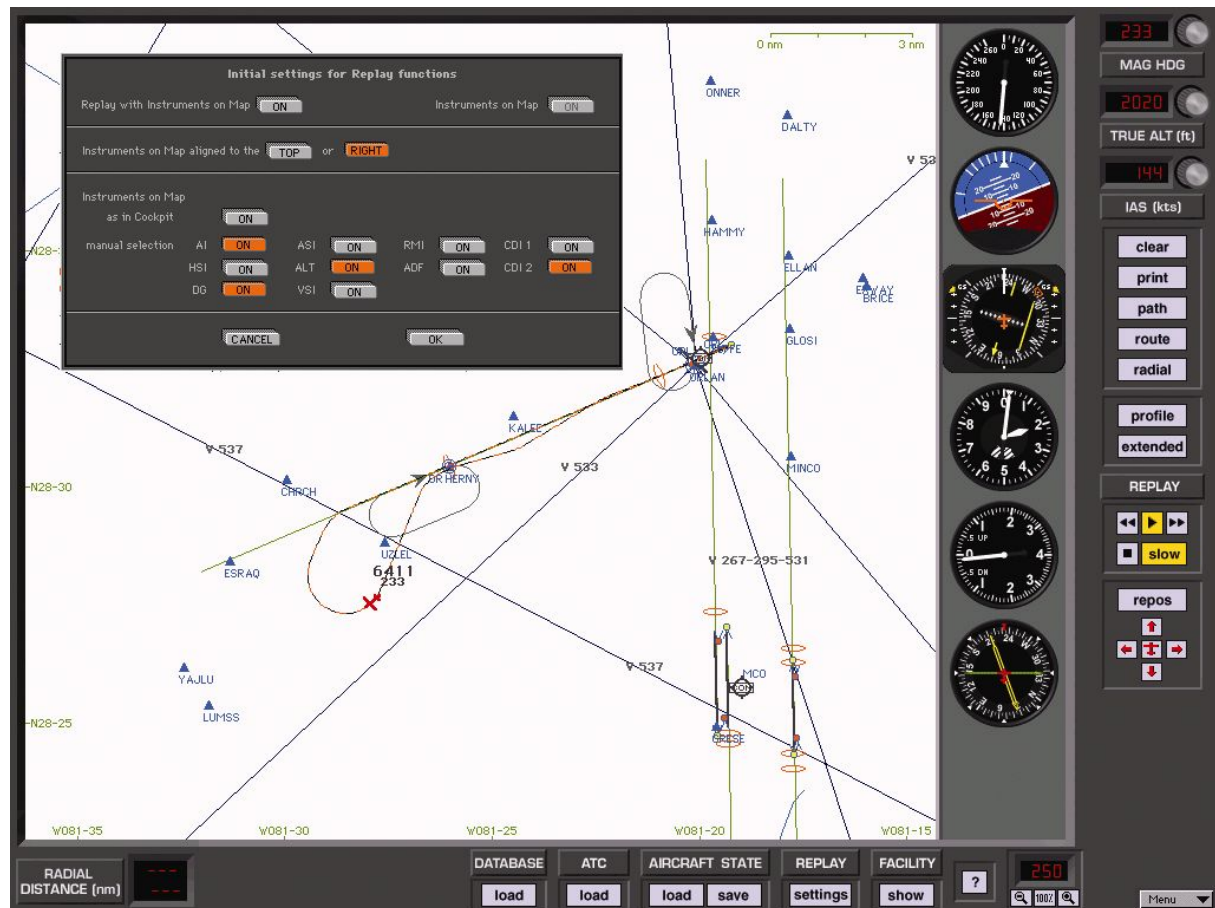 Initial settings for Replay functions
Replay with Instruments on Map ON Instruments on Map ON
Instruments on Map aligned to the TOP or RIGHT
Instruments on Map
as in Cockpit ON
manual selection AI ON ASI ON RMI ON CDI 1 ON
HSI ON ALT ON ADF ON CDI 2 ON
DG ON VSI ON
CANCEL OK
0 nm 3 nm
ONNER
DALTY
V 53
HAMMY
ELLAN
BRICE
GLOSI
ORLAN
KALEE
V 537
V 533
MINCO
N28-30
CHRCH
DR HERNY
UZLEL
6411
233
ESRAQ
V 267-295-531
YAJLU
LUMSS
V 537
MCO
N28-25
GRESE
W081-35
W081-30
W081-25
W081-20
W081-15
233
MAG HDG
2020
TRUE ALT (ft)
144
IAS (kts)
clear
print
path
route
radial
profile
extended
REPLAY
slow
repos
RADIAL
DISTANCE (nm)
--- 
---
DATABASE
load
ATC
load
AIRCRAFT STATE
load save
REPLAY
settings
FACILITY
show
?
250
100%
Menu